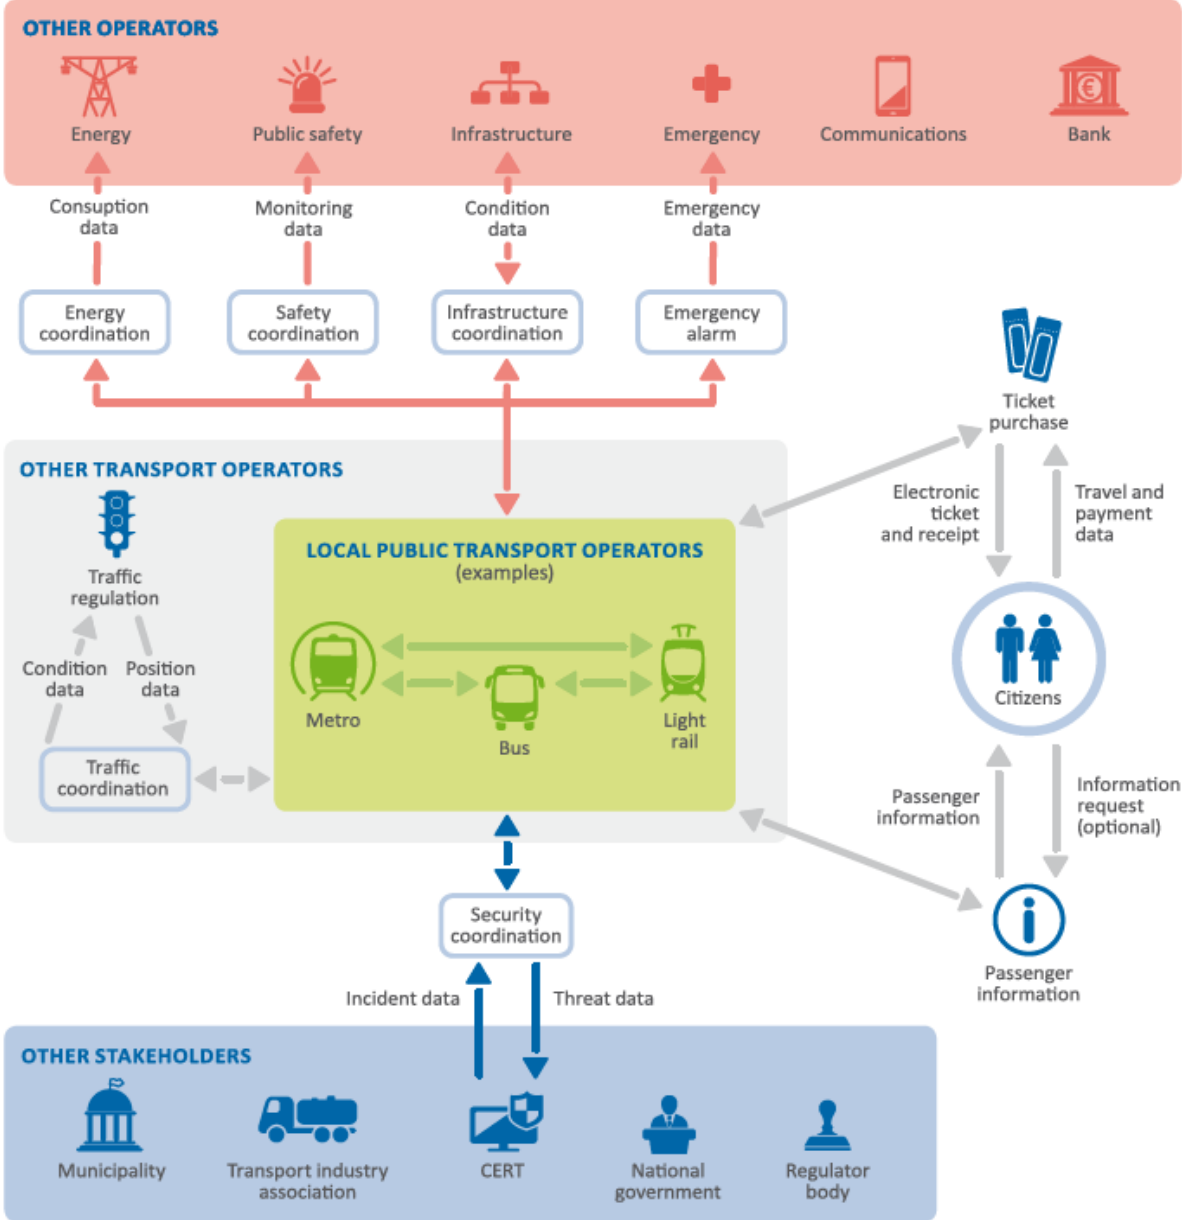 OTHER OPERATORS
Energy
Public safety
Infrastructure
Emergency
Communications
Bank
Consuption
data
Monitoring
data
Condition
data
Emergency
data
Energy
coordination
Safety
coordination
Infrastructure
coordination
Emergency
alarm
Ticket
purchase
OTHER TRANSPORT OPERATORS
Traffic
regulation
Condition
data
Position
data
Traffic
coordination
LOCAL PUBLIC TRANSPORT OPERATORS
(examples)
Metro
Bus
Light
rail
Electronic
ticket
and receipt
Travel and
payment
data
Citizens
Passenger
information
Information
request
(optional)
Passenger
information
Security
coordination
Incident data
Threat data
OTHER STAKEHOLDERS
Municipality
Transport industry
association
CERT
National
government
Regulator
body